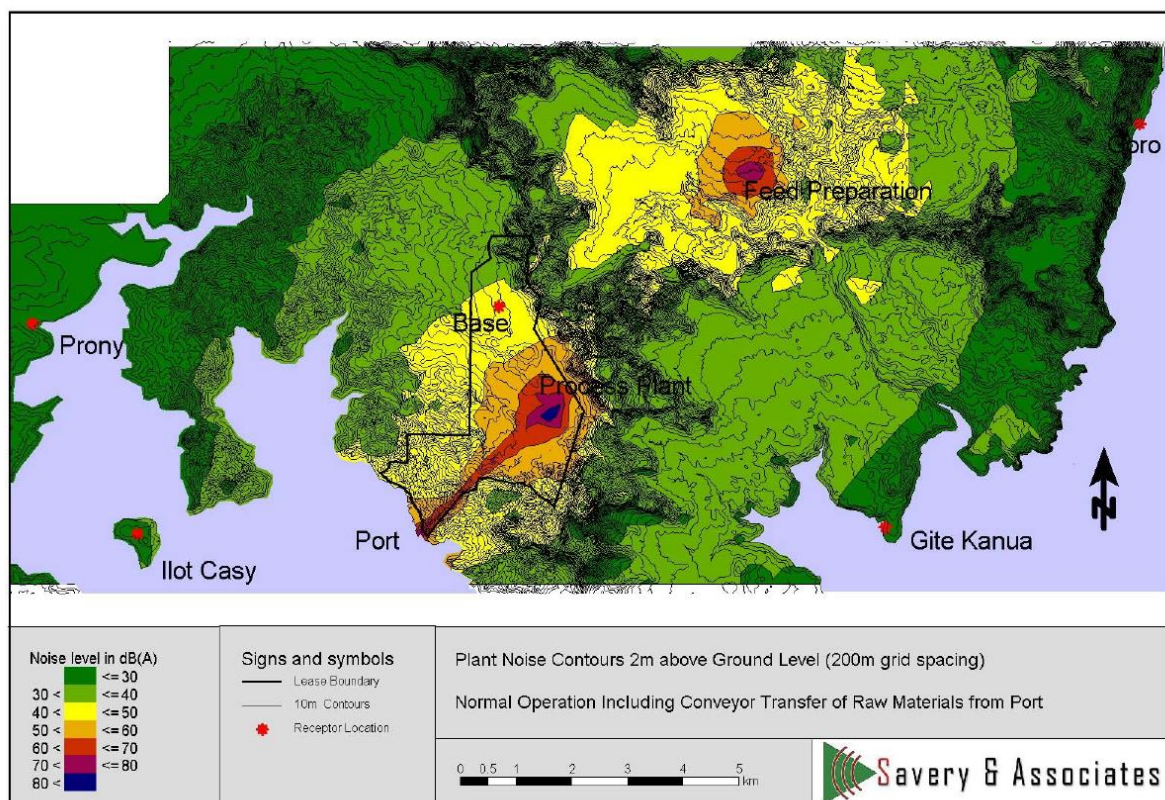 Goro
Feed Preparation
Base
Prony
Process Plant
Port
Gite Kanua
Ilot Casy
N
Noise level in dB(A)
<= 30
30 < <= 40
40 < <= 50
50 < <= 60
60 < <= 70
70 < <= 80
80 <
Signs and symbols
Lease Boundary
10m Contours
Receptor Location
Plant Noise Contours 2m above Ground Level (200m grid spacing)
Normal Operation Including Conveyor Transfer of Raw Materials from Port
0 0.5 1 2 3 4 5
km
Savery & Associates